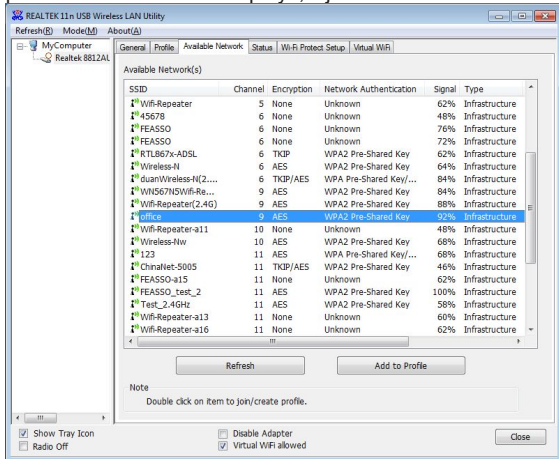 REALTEK 11n USB Wireless LAN Utility
Refresh(R) Mode(M) About(A)
MyComputer
Realtek 8812AU
General Profile Available Network Status Wi-Fi Protect Setup Virtual WiFi
Available Network(s)
SSID Channel Encryption Network Authentication Signal Type
Wifi-Repeater 5 None Unknown 62% Infrastructure
45678 6 None Unknown 48% Infrastructure
FEASSO 6 None Unknown 76% Infrastructure
FEASSO 6 None Unknown 72% Infrastructure
RTL867x-ADSL 6 TKIP WPA2 Pre-Shared Key 62% Infrastructure
Wireless-N 6 AES WPA2 Pre-Shared Key 64% Infrastructure
duanWireless-N(2.... 6 TKIP/AES WPA Pre-Shared Key/... 84% Infrastructure
WN567N5Wifi-Re... 9 AES WPA2 Pre-Shared Key 84% Infrastructure
Wifi-Repeater(2.4G) 9 AES WPA2 Pre-Shared Key 88% Infrastructure
office 9 AES WPA2 Pre-Shared Key 92% Infrastructure
Wifi-Repeater-a11 10 None Unknown 48% Infrastructure
Wireless-Nw 10 AES WPA2 Pre-Shared Key 68% Infrastructure
123 11 AES WPA Pre-Shared Key/... 68% Infrastructure
ChinaNet-5005 11 TKIP/AES WPA2 Pre-Shared Key 46% Infrastructure
FEASSO-a15 11 None Unknown 62% Infrastructure
FEASSO_test_2 11 AES WPA2 Pre-Shared Key 100% Infrastructure
Test_2.4GHz 11 AES WPA2 Pre-Shared Key 58% Infrastructure
Wifi-Repeater-a13 11 None Unknown 60% Infrastructure
Wifi-Repeater-a16 11 None Unknown 62% Infrastructure
Refresh Add to Profile
Note
Double click on item to join/create profile.
Show Tray Icon Disable Adapter
Radio Off Virtual WiFi allowed
Close